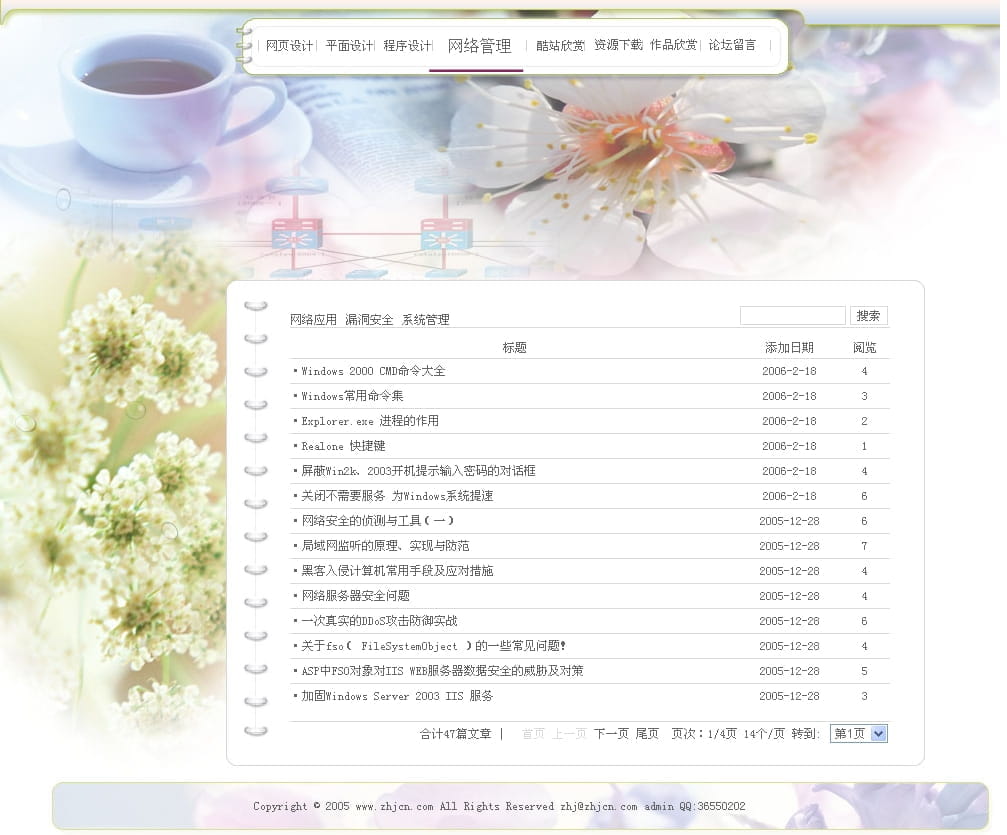 网页设计 平面设计 程序设计 网络管理 酷站欣赏 资源下载 作品欣赏 论坛留言
网络应用 漏洞安全 系统管理 搜索
标题 添加日期 阅览
▪Windows 2000 CMD命令大全 2006-2-18 4
▪Windows常用命令集 2006-2-18 3
▪Explorer.exe 进程的作用 2006-2-18 2
▪Realone 快捷键 2006-2-18 1
▪屏蔽Win2k、2003开机提示输入密码的对话框 2006-2-18 4
▪关闭不需要服务 为Windows系统提速 2006-2-18 6
▪网络安全的侦测与工具(一) 2005-12-28 6
▪局域网监听的原理、实现与防范 2005-12-28 7
▪黑客入侵计算机常用手段及应对措施 2005-12-28 4
▪网络服务器安全问题 2005-12-28 4
▪一次真实的DDoS攻击防御实战 2005-12-28 6
▪关于fso( FileSystemObject )的一些常见问题! 2005-12-28 4
▪ASP中FSO对象对IIS WEB服务器数据安全的威胁及对策 2005-12-28 5
▪加固Windows Server 2003 IIS 服务 2005-12-28 3
合计47篇文章 | 首页 上一页 下一页 尾页 页次:1/4页 14个/页 转到: 第1页
Copyright © 2005 www.zhjcn.com All Rights Reserved zhj@zhjcn.com admin QQ:36550202